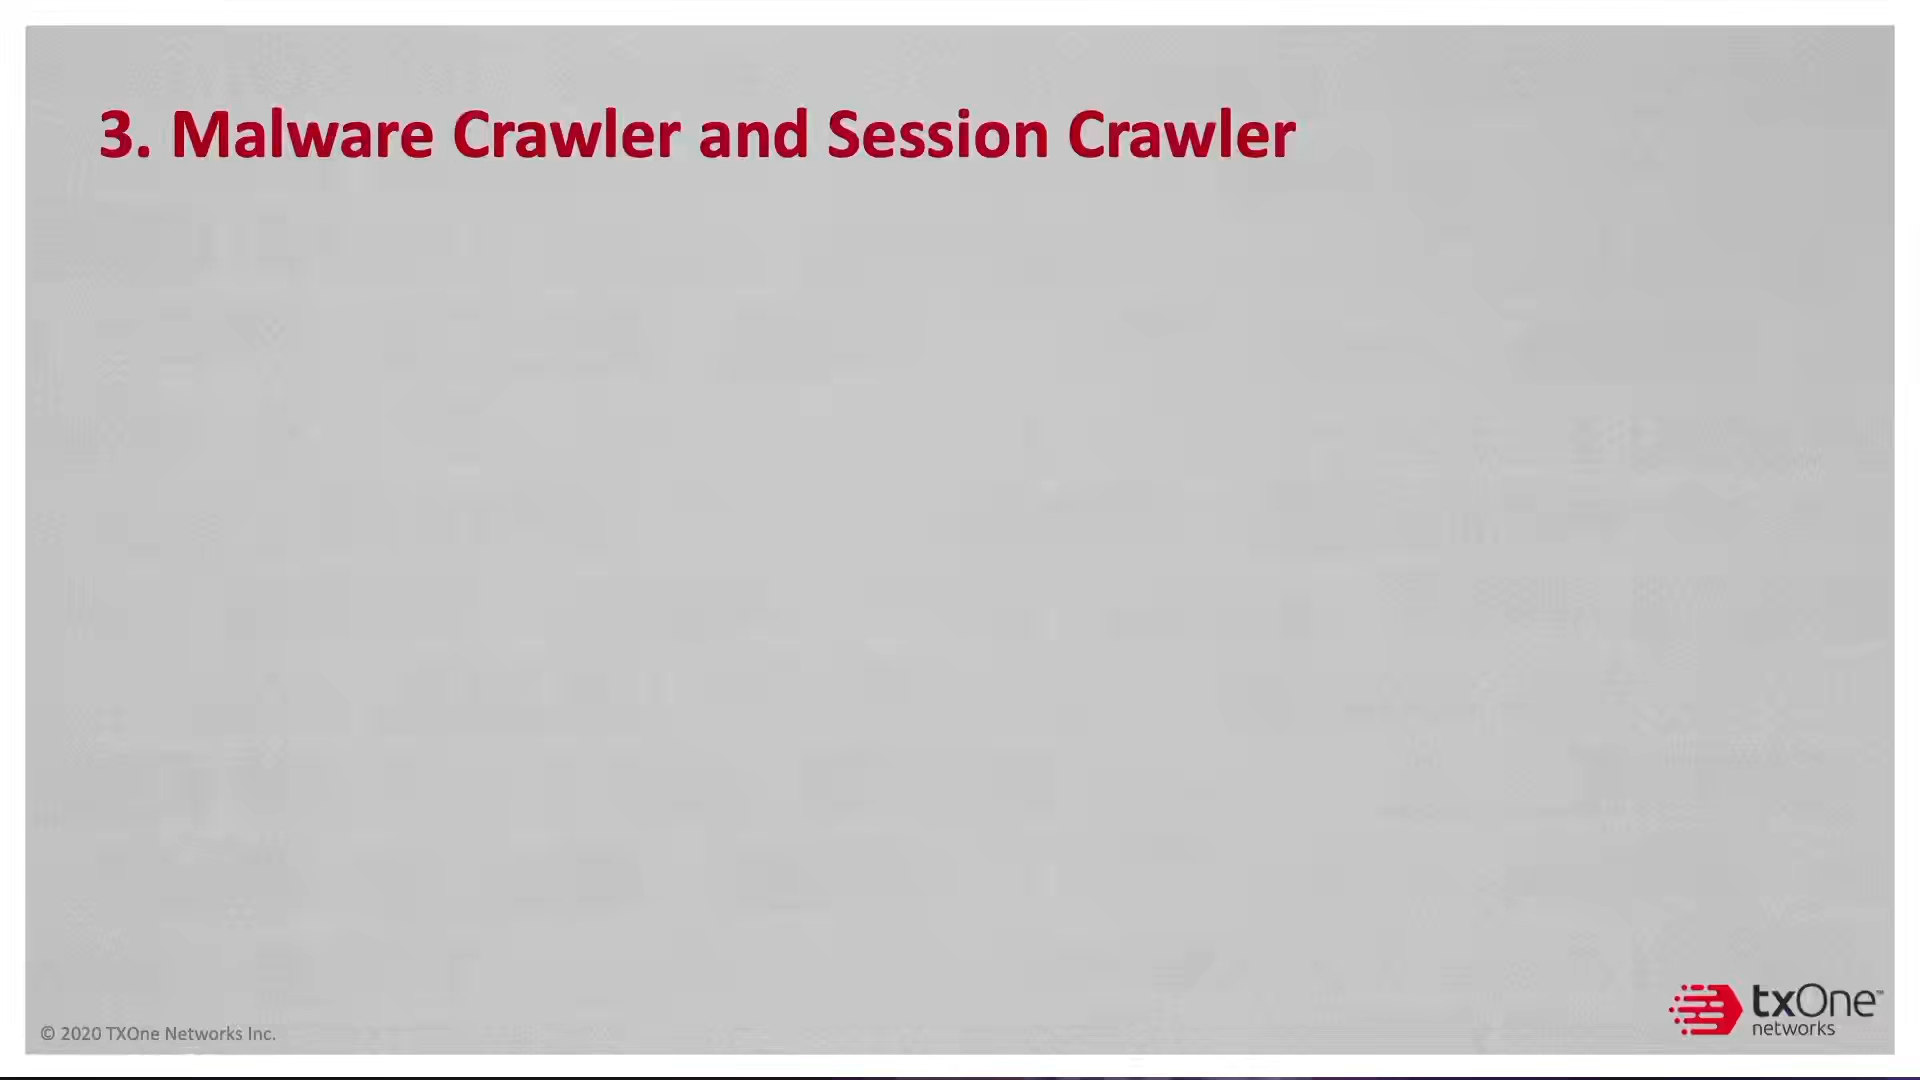 3. Malware Crawler and Session Crawler
© 2020 TXOne Networks Inc.
txOne™
networks